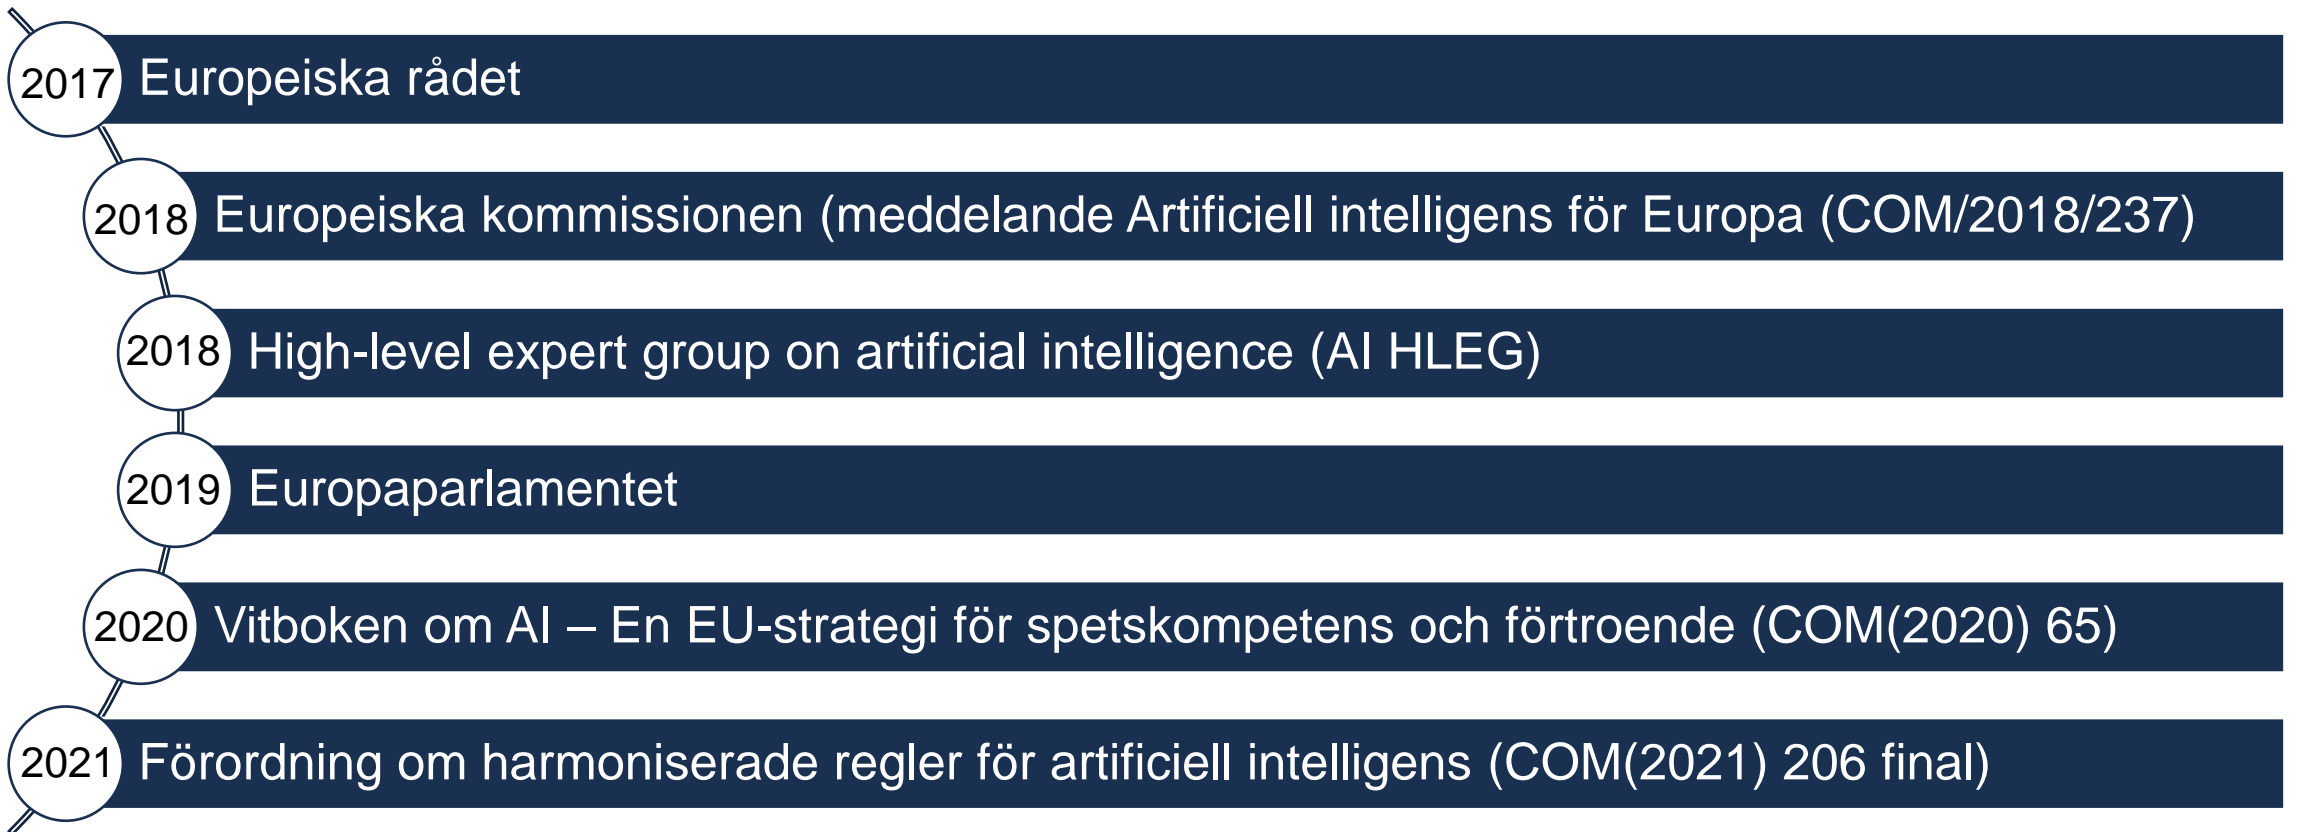 2017 Europeiska rådet
2018 Europeiska kommissionen (meddelande Artificiell intelligens för Europa (COM/2018/237)
2018 High-level expert group on artificial intelligence (AI HLEG)
2019 Europaparlamentet
2020 Vitboken om AI – En EU-strategi för spetskompetens och förtroende (COM(2020) 65)
2021 Förordning om harmoniserade regler för artificiell intelligens (COM(2021) 206 final)